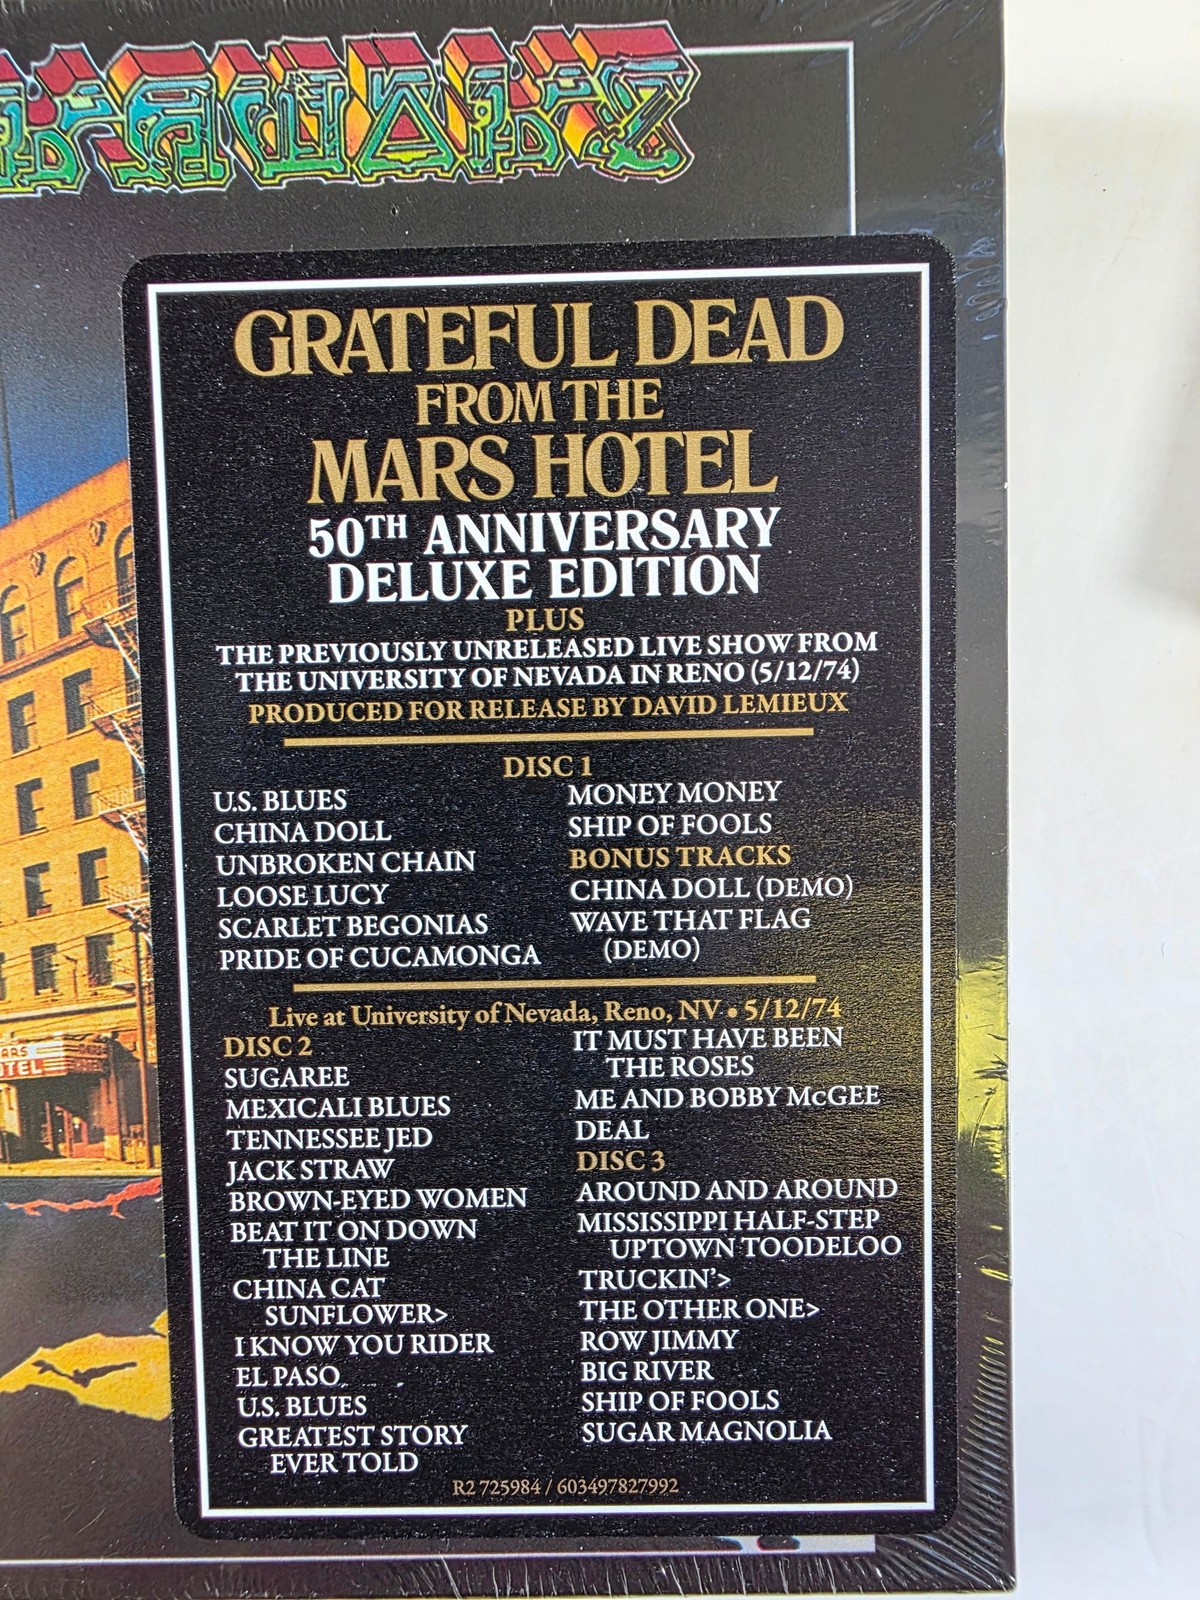 GRATEFUL DEAD
FROM THE
MARS HOTEL
50TH ANNIVERSARY
DELUXE EDITION
PLUS
THE PREVIOUSLY UNRELEASED LIVE SHOW FROM
THE UNIVERSITY OF NEVADA IN RENO (5/12/74)
PRODUCED FOR RELEASE BY DAVID LEMIEUX
DISC 1
U.S. BLUES
CHINA DOLL
UNBROKEN CHAIN
LOOSE LUCY
SCARLET BEGONIAS
PRIDE OF CUCAMONGA
MONEY MONEY
SHIP OF FOOLS
BONUS TRACKS
CHINA DOLL (DEMO)
WAVE THAT FLAG
(DEMO)
Live at University of Nevada, Reno, NV • 5/12/74
DISC 2
SUGAREE
MEXICALI BLUES
TENNESSEE JED
JACK STRAW
BROWN-EYED WOMEN
BEAT IT ON DOWN
THE LINE
CHINA CAT
SUNFLOWER>
I KNOW YOU RIDER
EL PASO
U.S. BLUES
GREATEST STORY
EVER TOLD
IT MUST HAVE BEEN
THE ROSES
ME AND BOBBY McGEE
DEAL
DISC 3
AROUND AND AROUND
MISSISSIPPI HALF-STEP
UPTOWN TOODELOO
TRUCKIN'>
THE OTHER ONE>
ROW JIMMY
BIG RIVER
SHIP OF FOOLS
SUGAR MAGNOLIA
R2 725984 / 603497827992